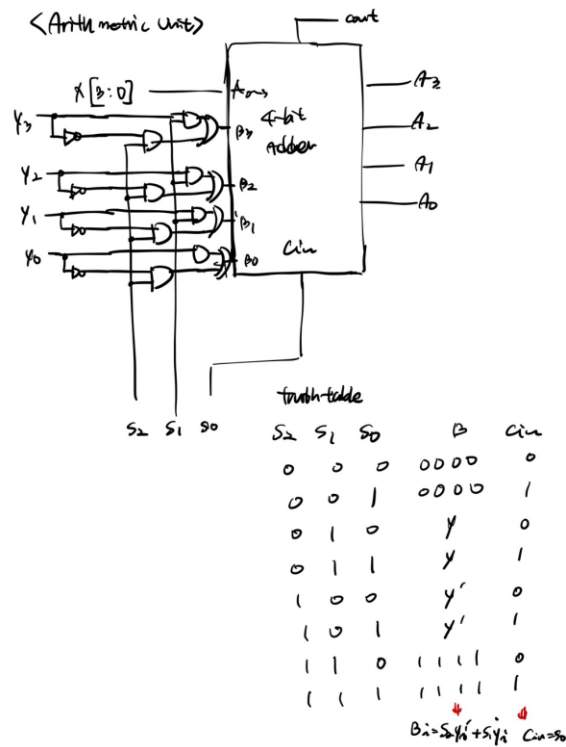 <Arithmetric Unit>
cout
X[3:0]
A₀~₃
Y₃
B₃
4-bit
Adder
A₃
A₂
A₁
A₀
Y₂
B₂
Y₁
B₁
Y₀
B₀
Cin
S₂ S₁ S₀
truth table
S₂ S₁ S₀ B Cin
0 0 0 0000 0
0 0 1 0000 1
0 1 0 Y 0
0 1 1 Y 1
1 0 0 Y' 0
1 0 1 Y' 1
1 1 0 1111 0
1 1 1 1111 1
Bᵢ=S₂yᵢ'+S₁yᵢ Cin=S₀